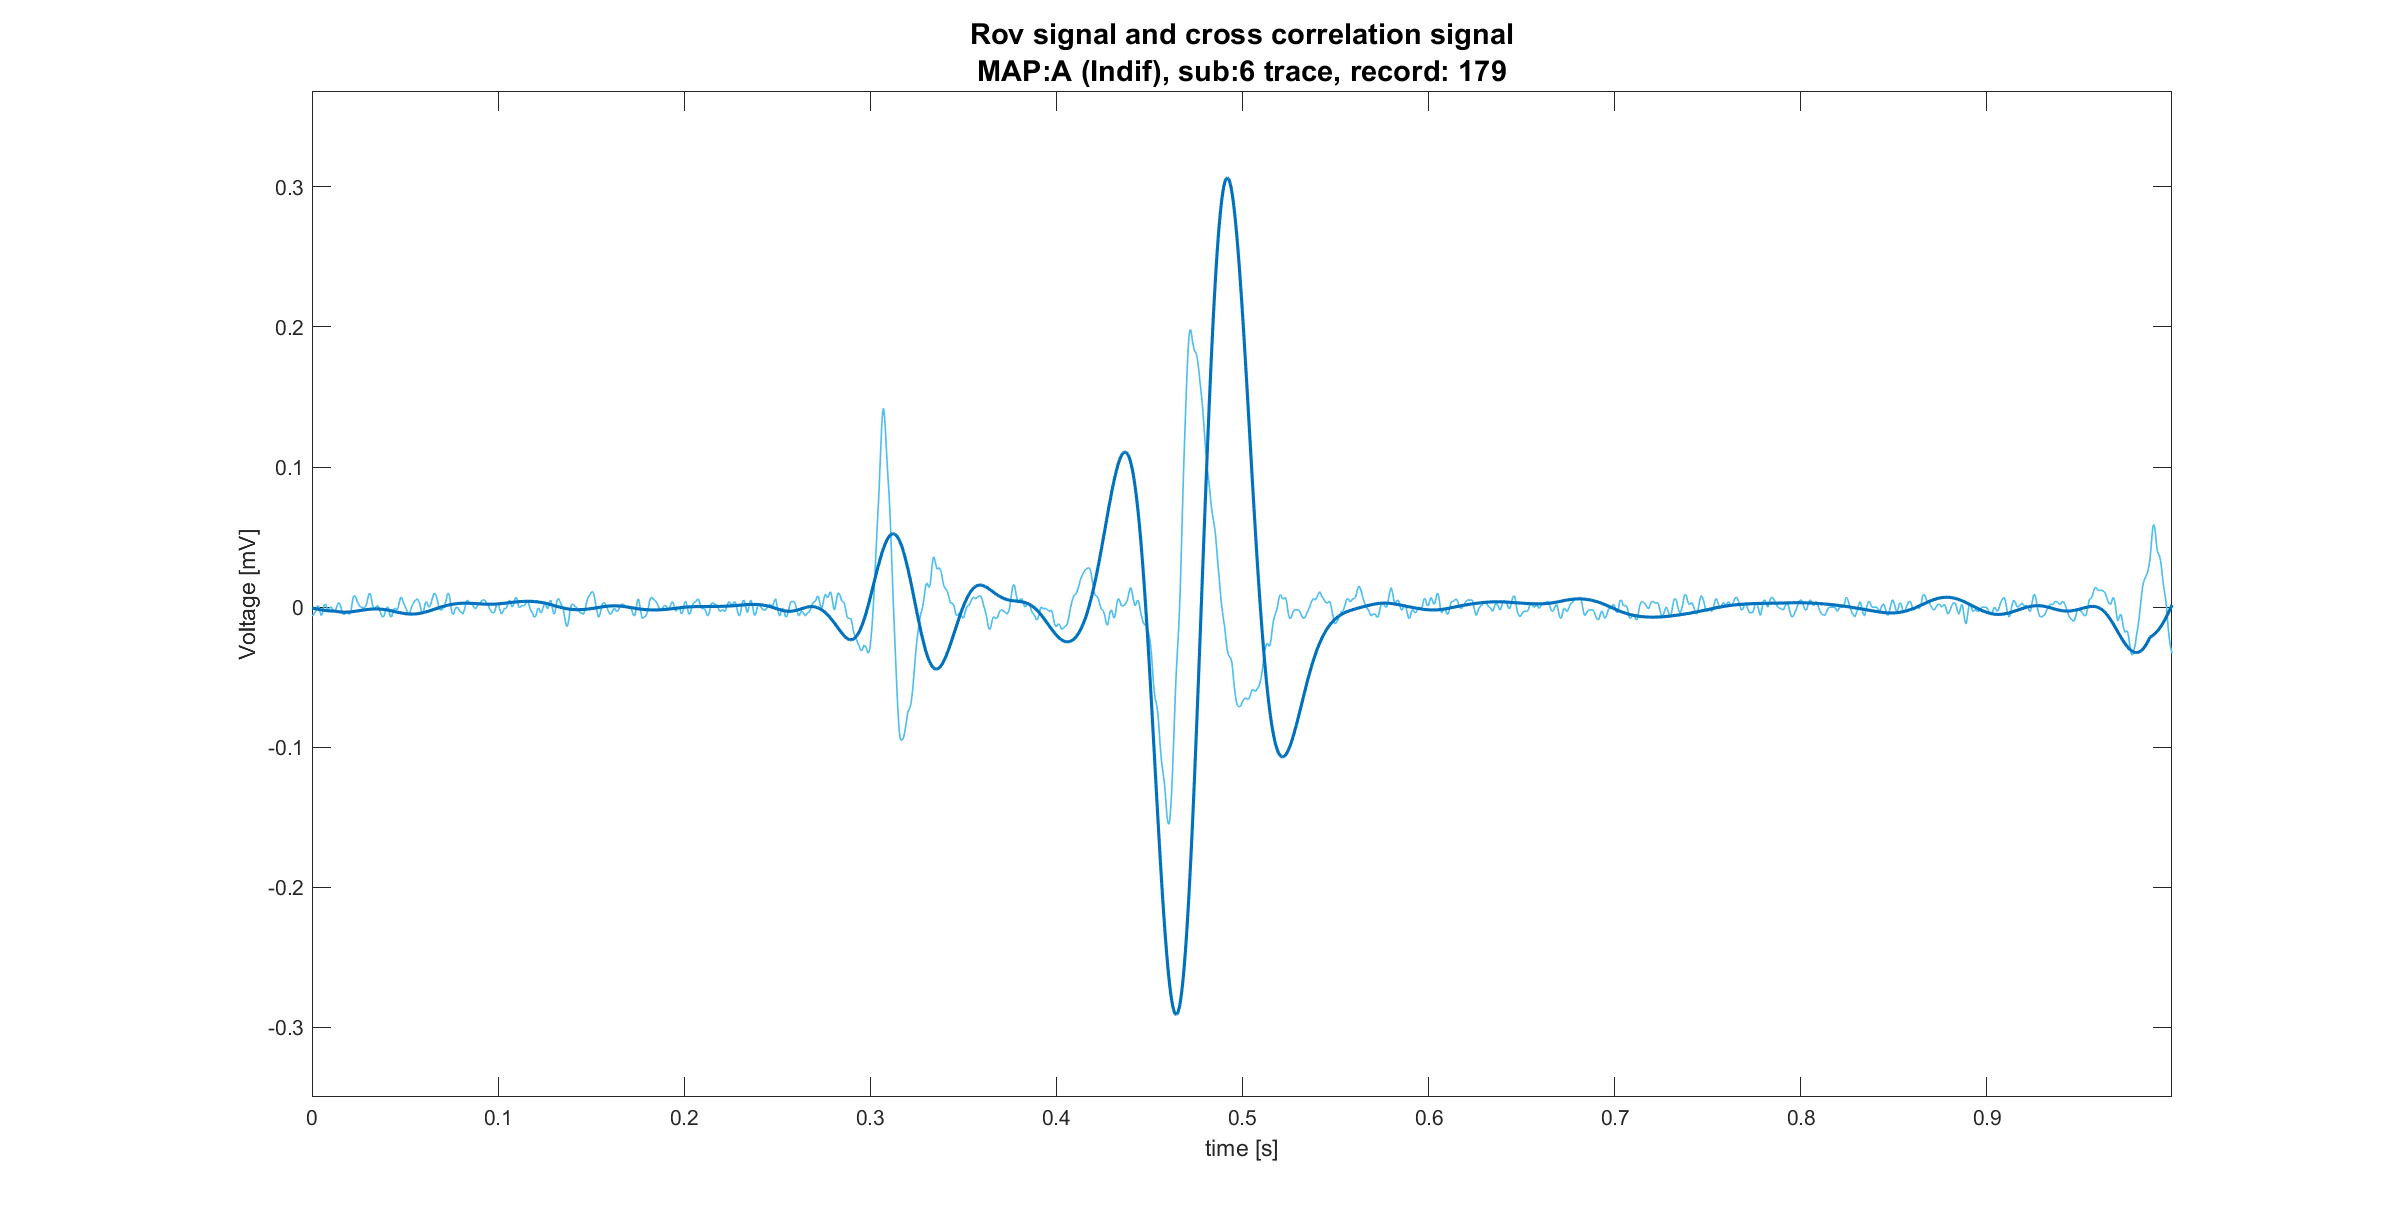 Rov signal and cross correlation signal
MAP:A (Indif), sub:6 trace, record: 179
Voltage [mV]
0.3
0.2
0.1
0
-0.1
-0.2
-0.3
0 0.1 0.2 0.3 0.4 0.5 0.6 0.7 0.8 0.9
time [s]